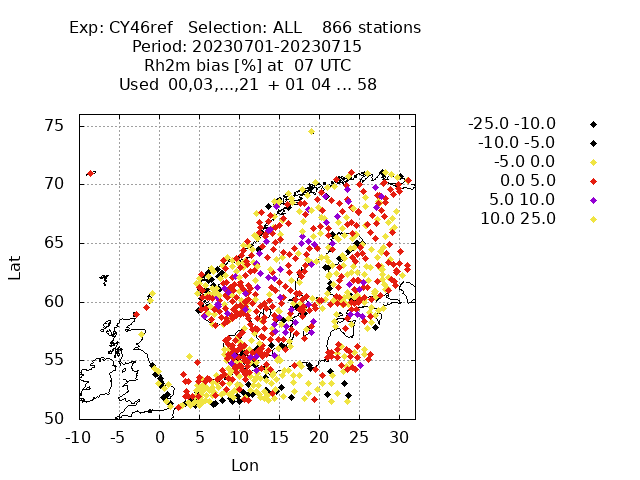 Exp: CY46ref   Selection: ALL    866 stations
Period: 20230701-20230715
Rh2m bias [%] at  07 UTC
Used  00,03,...,21  + 01 04 ... 58
-25.0 -10.0
-10.0 -5.0
-5.0 0.0
0.0 5.0
5.0 10.0
10.0 25.0
75
70
65
60
55
50
Lat
-10 -5 0 5 10 15 20 25 30
Lon